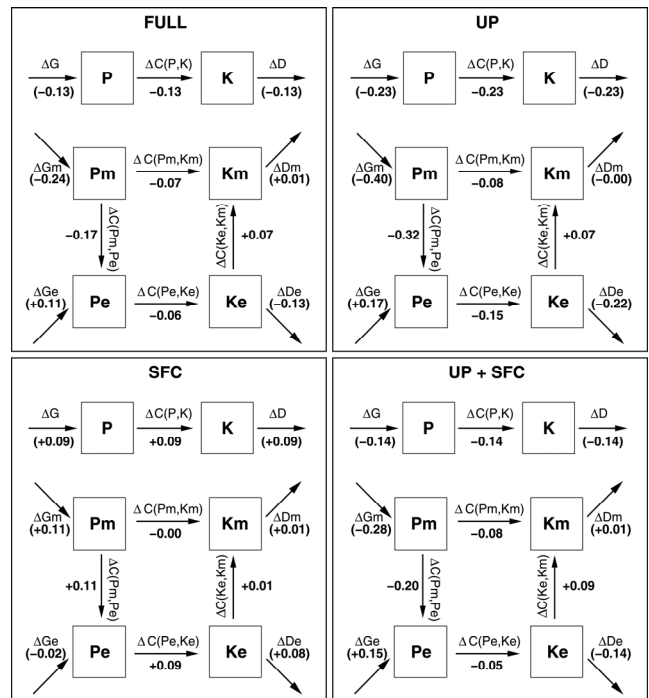 FULL
ΔG ΔC(P,K) ΔD
P K
(−0.13) −0.13 (−0.13)
ΔGm ΔC(Pm,Km) ΔDm
(−0.24) Pm −0.07 Km (+0.01)
−0.17 ΔC(Pm,Pe) ΔC(Ke,Km) +0.07
ΔGe ΔC(Pe,Ke) ΔDe
(+0.11) Pe −0.06 Ke (−0.13)
UP
ΔG ΔC(P,K) ΔD
P K
(−0.23) −0.23 (−0.23)
ΔGm ΔC(Pm,Km) ΔDm
(−0.40) Pm −0.08 Km (−0.00)
−0.32 ΔC(Pm,Pe) ΔC(Ke,Km) +0.07
ΔGe ΔC(Pe,Ke) ΔDe
(+0.17) Pe −0.15 Ke (−0.22)
SFC
ΔG ΔC(P,K) ΔD
P K
(+0.09) +0.09 (+0.09)
ΔGm ΔC(Pm,Km) ΔDm
(+0.11) Pm −0.00 Km (+0.01)
+0.11 ΔC(Pm,Pe) ΔC(Ke,Km) +0.01
ΔGe ΔC(Pe,Ke) ΔDe
(−0.02) Pe +0.09 Ke (+0.08)
UP + SFC
ΔG ΔC(P,K) ΔD
P K
(−0.14) −0.14 (−0.14)
ΔGm ΔC(Pm,Km) ΔDm
(−0.28) Pm −0.08 Km (+0.01)
−0.20 ΔC(Pm,Pe) ΔC(Ke,Km) +0.09
ΔGe ΔC(Pe,Ke) ΔDe
(+0.15) Pe −0.05 Ke (−0.14)